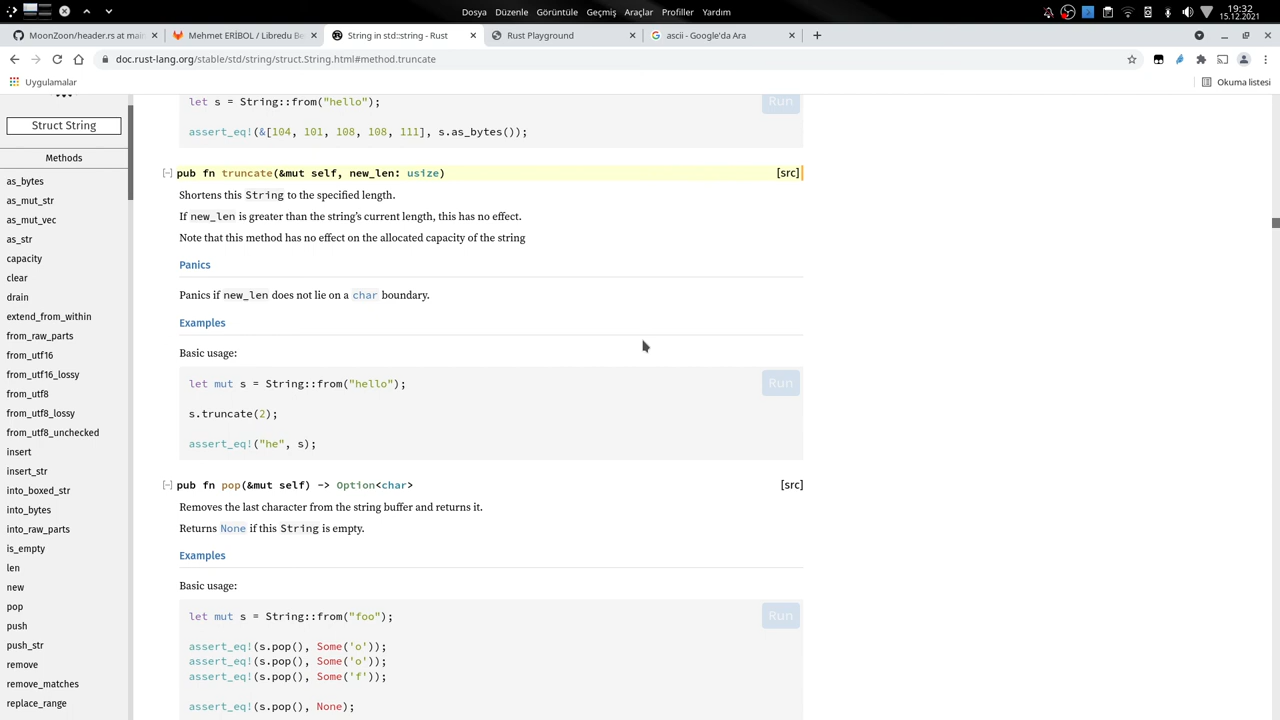 Dosya Düzenle Görüntüle Geçmiş Araçlar Profiller Yardım
19:32
15.12.2021
MoonZoon/header.rs at mai
Mehmet ERİBOL / Libredu Be
String in std::string - Rust
Rust Playground
ascii - Google'da Ara
doc.rust-lang.org/stable/std/string/struct.String.html#method.truncate
Uygulamalar
Okuma listesi
Struct String
Methods
as_bytes
as_mut_str
as_mut_vec
as_str
capacity
clear
drain
extend_from_within
from_raw_parts
from_utf16
from_utf16_lossy
from_utf8
from_utf8_lossy
from_utf8_unchecked
insert
insert_str
into_boxed_str
into_bytes
into_raw_parts
is_empty
len
new
pop
push
push_str
remove
remove_matches
replace_range
let s = String::from("hello");
Run
assert_eq!(&[104, 101, 108, 108, 111], s.as_bytes());
[-] pub fn truncate(&mut self, new_len: usize) [src]
Shortens this String to the specified length.
If new_len is greater than the string's current length, this has no effect.
Note that this method has no effect on the allocated capacity of the string
Panics
Panics if new_len does not lie on a char boundary.
Examples
Basic usage:
let mut s = String::from("hello");
Run
s.truncate(2);
assert_eq!("he", s);
[-] pub fn pop(&mut self) -> Option<char> [src]
Removes the last character from the string buffer and returns it.
Returns None if this String is empty.
Examples
Basic usage:
let mut s = String::from("foo");
Run
assert_eq!(s.pop(), Some('o'));
assert_eq!(s.pop(), Some('o'));
assert_eq!(s.pop(), Some('f'));
assert_eq!(s.pop(), None);